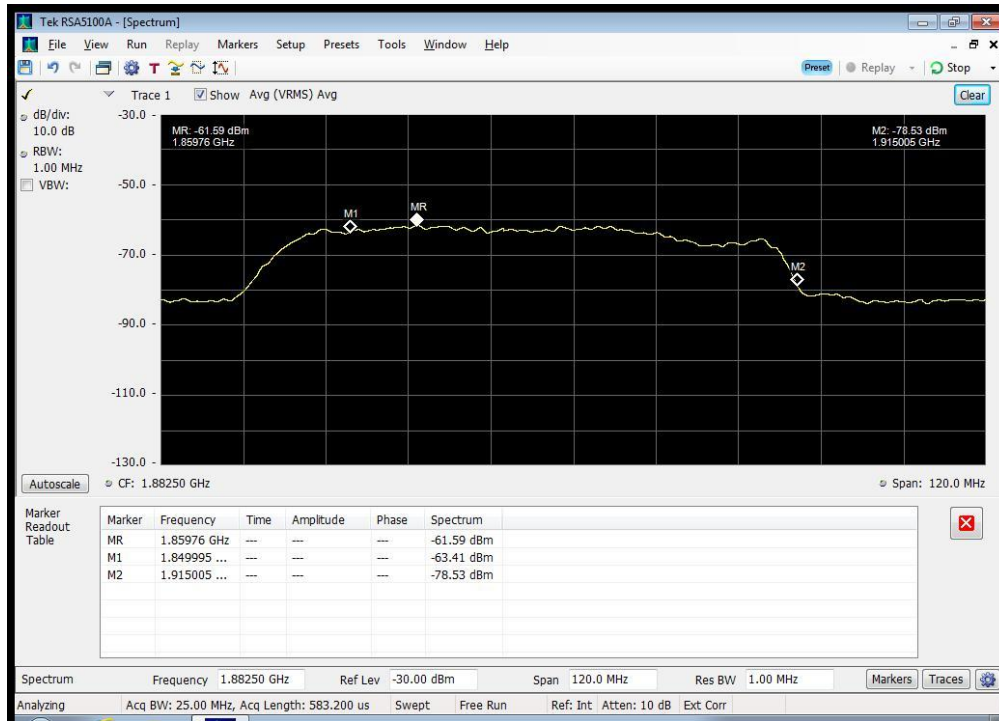 Tek RSA5100A - [Spectrum]
File View Run Replay Markers Setup Presets Tools Window Help
T Preset Replay Stop
Trace 1 Show Avg (VRMS) Avg Clear
dB/div:
10.0 dB
RBW:
1.00 MHz
VBW:
-30.0
-50.0
-70.0
-90.0
-110.0
-130.0
MR: -61.59 dBm
1.85976 GHz
M2: -78.53 dBm
1.915005 GHz
M1
MR
M2
Autoscale CF: 1.88250 GHz Span: 120.0 MHz
Marker
Readout
Table
Marker Frequency Time Amplitude Phase Spectrum
MR 1.85976 GHz --- --- --- -61.59 dBm
M1 1.849995 ... --- --- --- -63.41 dBm
M2 1.915005 ... --- --- --- -78.53 dBm
Spectrum Frequency 1.88250 GHz Ref Lev -30.00 dBm Span 120.0 MHz Res BW 1.00 MHz Markers Traces
Analyzing Acq BW: 25.00 MHz, Acq Length: 583.200 us Swept Free Run Ref: Int Atten: 10 dB Ext Corr